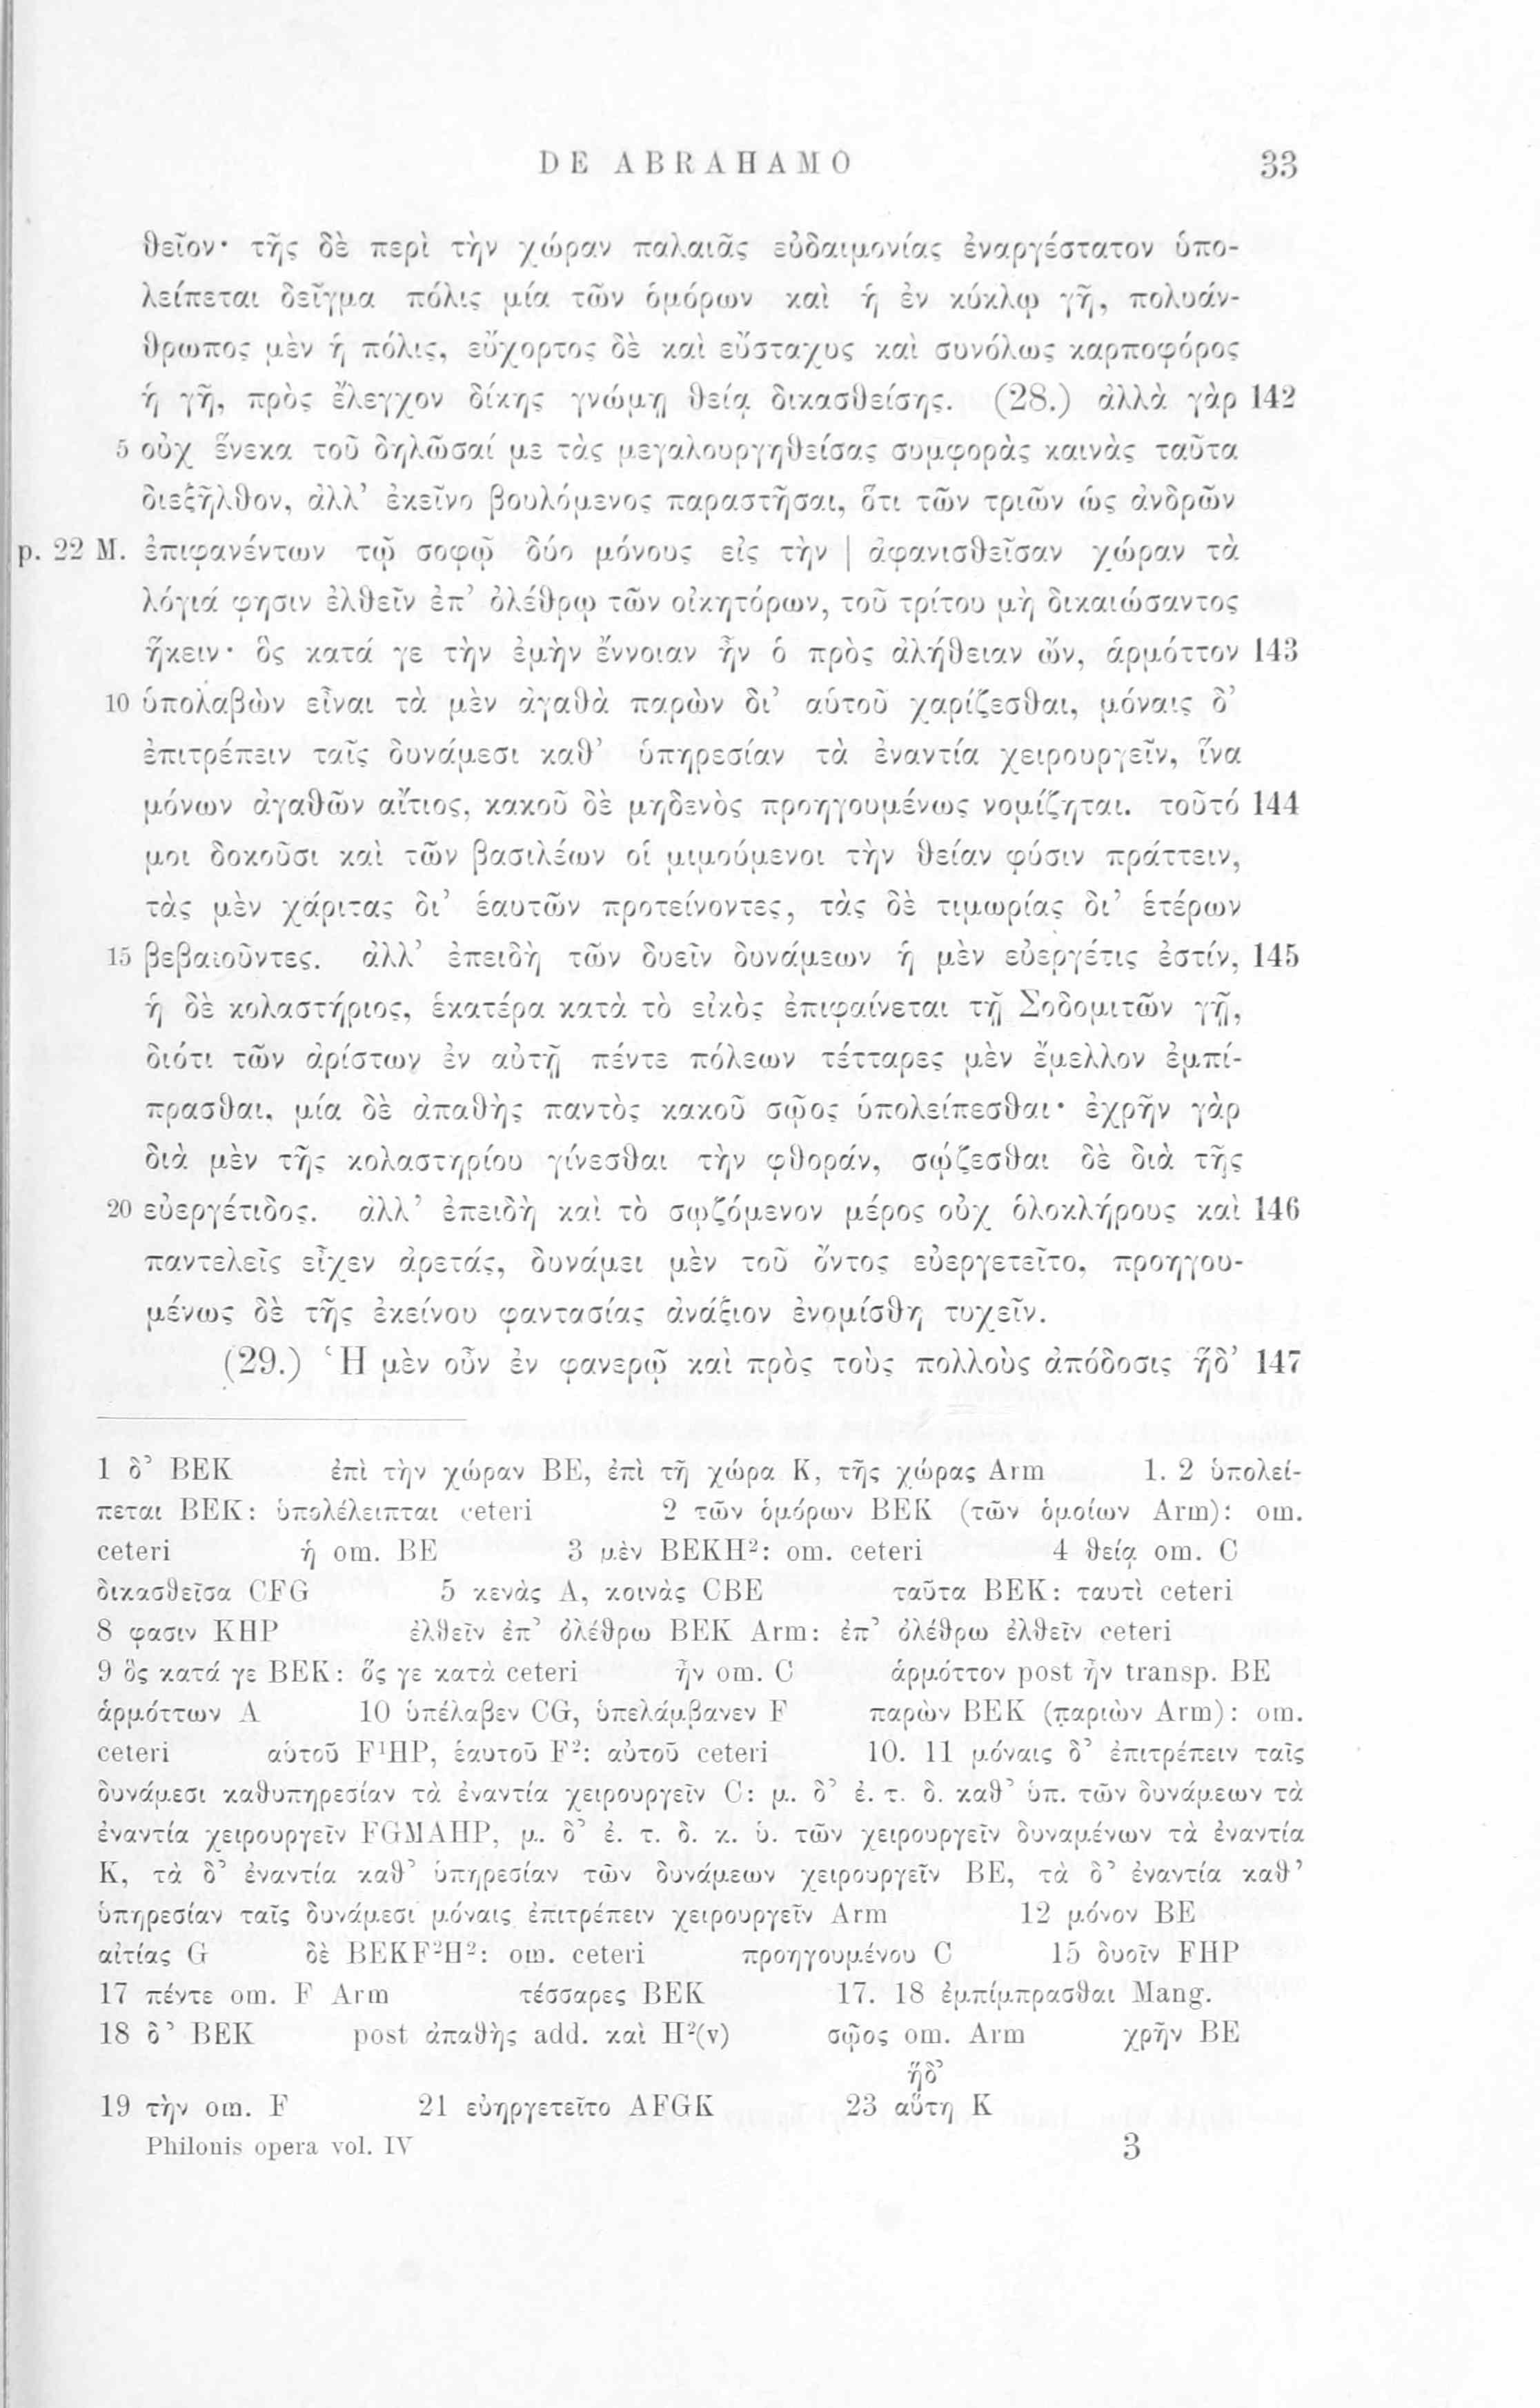 DE ABRAHAMO 33
θεῖον· τῆς δὲ περὶ τὴν χώραν παλαιᾶς εὐδαιμονίας ἐναργέστατον ὑπο-
λείπεται δεῖγμα πόλις μία τῶν ὁμόρων καὶ ἡ ἐν κύκλῳ γῆ, πολυάν-
θρωπος μὲν ἡ πόλις, εὔχορτος δὲ καὶ εὔσταχυς καὶ συνόλως καρποφόρος
ἡ γῆ, πρὸς ἔλεγχον δίκης γνώμῃ θείᾳ δικασθείσης. (28.) ἀλλὰ γὰρ 142
5 οὐχ ἕνεκα τοῦ δηλῶσαί με τὰς μεγαλουργηθείσας συμφορὰς καινὰς ταῦτα
διεξῆλθον, ἀλλ’ ἐκεῖνο βουλόμενος παραστῆσαι, ὅτι τῶν τριῶν ὡς ἀνδρῶν
p. 22 M. ἐπιφανέντων τῷ σοφῷ δύο μόνους εἰς τὴν | ἀφανισθεῖσαν χώραν τὰ
λόγιά φησιν ἐλθεῖν ἐπ’ ὀλέθρῳ τῶν οἰκητόρων, τοῦ τρίτου μὴ δικαιώσαντος
ἥκειν· ὃς κατά γε τὴν ἐμὴν ἔννοιαν ἦν ὁ πρὸς ἀλήθειαν ὤν, ἁρμόττον 143
10 ὑπολαβὼν εἶναι τὰ μὲν ἀγαθὰ παρὼν δι’ αὑτοῦ χαρίζεσθαι, μόναις δ’
ἐπιτρέπειν ταῖς δυνάμεσι καθ’ ὑπηρεσίαν τὰ ἐναντία χειρουργεῖν, ἵνα
μόνων ἀγαθῶν αἴτιος, κακοῦ δὲ μηδενὸς προηγουμένως νομίζηται. τοῦτό 144
μοι δοκοῦσι καὶ τῶν βασιλέων οἱ μιμούμενοι τὴν θείαν φύσιν πράττειν,
τὰς μὲν χάριτας δι’ ἑαυτῶν προτείνοντες, τὰς δὲ τιμωρίας δι’ ἑτέρων
15 βεβαιοῦντες. ἀλλ’ ἐπειδὴ τῶν δυεῖν δυνάμεων ἡ μὲν εὐεργέτις ἐστίν, 145
ἡ δὲ κολαστήριος, ἑκατέρα κατὰ τὸ εἰκὸς ἐπιφαίνεται τῇ Σοδομιτῶν γῇ,
διότι τῶν ἀρίστων ἐν αὐτῇ πέντε πόλεων τέτταρες μὲν ἔμελλον ἐμπί-
πρασθαι, μία δὲ ἀπαθὴς παντὸς κακοῦ σῷος ὑπολείπεσθαι· ἐχρῆν γὰρ
διὰ μὲν τῆς κολαστηρίου γίνεσθαι τὴν φθοράν, σῴζεσθαι δὲ διὰ τῆς
20 εὐεργέτιδος. ἀλλ’ ἐπειδὴ καὶ τὸ σῳζόμενον μέρος οὐχ ὁλοκλήρους καὶ 146
παντελεῖς εἶχεν ἀρετάς, δυνάμει μὲν τοῦ ὄντος εὐεργετεῖτο, προηγου-
μένως δὲ τῆς ἐκείνου φαντασίας ἀνάξιον ἐνομίσθη τυχεῖν.
(29.) Ἡ μὲν οὖν ἐν φανερῷ καὶ πρὸς τοὺς πολλοὺς ἀπόδοσις ἥδ’ 147
1 δ’ BEK ἐπὶ τὴν χώραν BE, ἐπὶ τῆ χώρα K, τῆς χώρας Arm 1. 2 ὑπολεί-
πεται BEK: ὑπολέλειπται ceteri 2 τῶν ὁμόρων BEK (τῶν ὁμοίων Arm): om.
ceteri ἡ om. BE 3 μὲν BEKH²: om. ceteri 4 θείᾳ om. C
δικασθεῖσα CFG 5 κενὰς A, κοινὰς CBE ταῦτα BEK: ταυτὶ ceteri
8 φασιν KHP ἐλθεῖν ἐπ’ ὀλέθρω BEK Arm: ἐπ’ ὀλέθρω ἐλθεῖν ceteri
9 ὃς κατά γε BEK: ὅς γε κατὰ ceteri ἦν om. C ἁρμόττον post ἦν transp. BE
ἁρμόττων A 10 ὑπέλαβεν CG, ὑπελάμβανεν F παρὼν BEK (παριὼν Arm): om.
ceteri αὑτοῦ F¹HP, ἑαυτοῦ F²: αὐτοῦ ceteri 10. 11 μόναις δ’ ἐπιτρέπειν ταῖς
δυνάμεσι καθυπηρεσίαν τὰ ἐναντία χειρουργεῖν C: μ. δ’ ἐ. τ. δ. καθ’ ὑπ. τῶν δυνάμεων τὰ
ἐναντία χειρουργεῖν FGMAHP, μ. δ’ ἐ. τ. δ. κ. ὑ. τῶν χειρουργεῖν δυναμένων τὰ ἐναντία
K, τὰ δ’ ἐναντία καθ’ ὑπηρεσίαν τῶν δυνάμεων χειρουργεῖν BE, τὰ δ’ ἐναντία καθ’
ὑπηρεσίαν ταῖς δυνάμεσι μόναις ἐπιτρέπειν χειρουργεῖν Arm 12 μόνον BE
αἰτίας G δὲ BEKF²H²: om. ceteri προηγουμένου C 15 δυοῖν FHP
17 πέντε om. F Arm τέσσαρες BEK 17. 18 ἐμπίμπρασθαι Mang.
18 δ’ BEK post ἀπαθὴς add. καὶ H²(v) σῷος om. Arm χρῆν BE
ἥδ’
19 τὴν om. F 21 εὐηργετεῖτο AFGK 23 αὕτη K
Philonis opera vol. IV 3